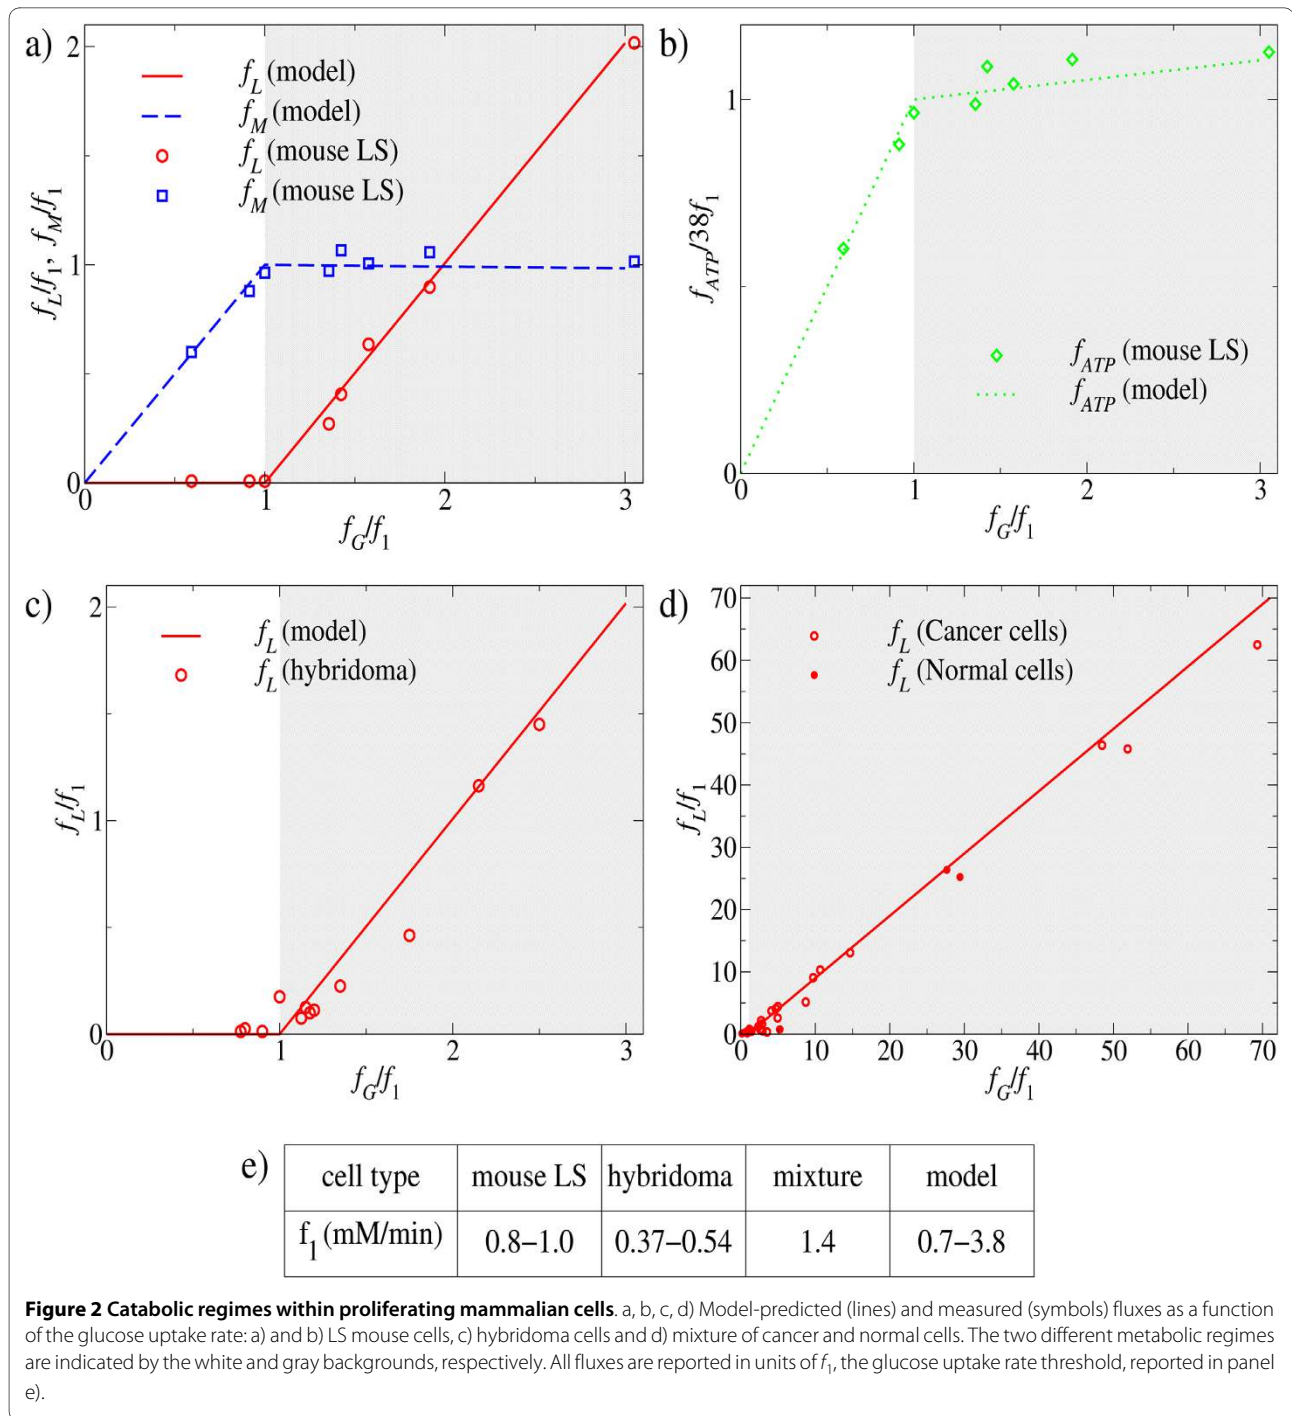 a)
2
1
0
f_L/f_1, f_M/f_1
f_L (model)
f_M (model)
f_L (mouse LS)
f_M (mouse LS)
0 1 2 3
f_G/f_1
b)
1
0
f_ATP/38f_1
f_ATP (mouse LS)
f_ATP (model)
0 1 2 3
f_G/f_1
c)
2
1
0
f_L/f_1
f_L (model)
f_L (hybridoma)
0 1 2 3
f_G/f_1
d)
70
60
50
40
30
20
10
0
f_L/f_1
f_L (Cancer cells)
f_L (Normal cells)
0 10 20 30 40 50 60 70
f_G/f_1
e)
cell type mouse LS hybridoma mixture model
f_1 (mM/min) 0.8–1.0 0.37–0.54 1.4 0.7–3.8
Figure 2 Catabolic regimes within proliferating mammalian cells. a, b, c, d) Model-predicted (lines) and measured (symbols) fluxes as a function
of the glucose uptake rate: a) and b) LS mouse cells, c) hybridoma cells and d) mixture of cancer and normal cells. The two different metabolic regimes
are indicated by the white and gray backgrounds, respectively. All fluxes are reported in units of f_1, the glucose uptake rate threshold, reported in panel
e).